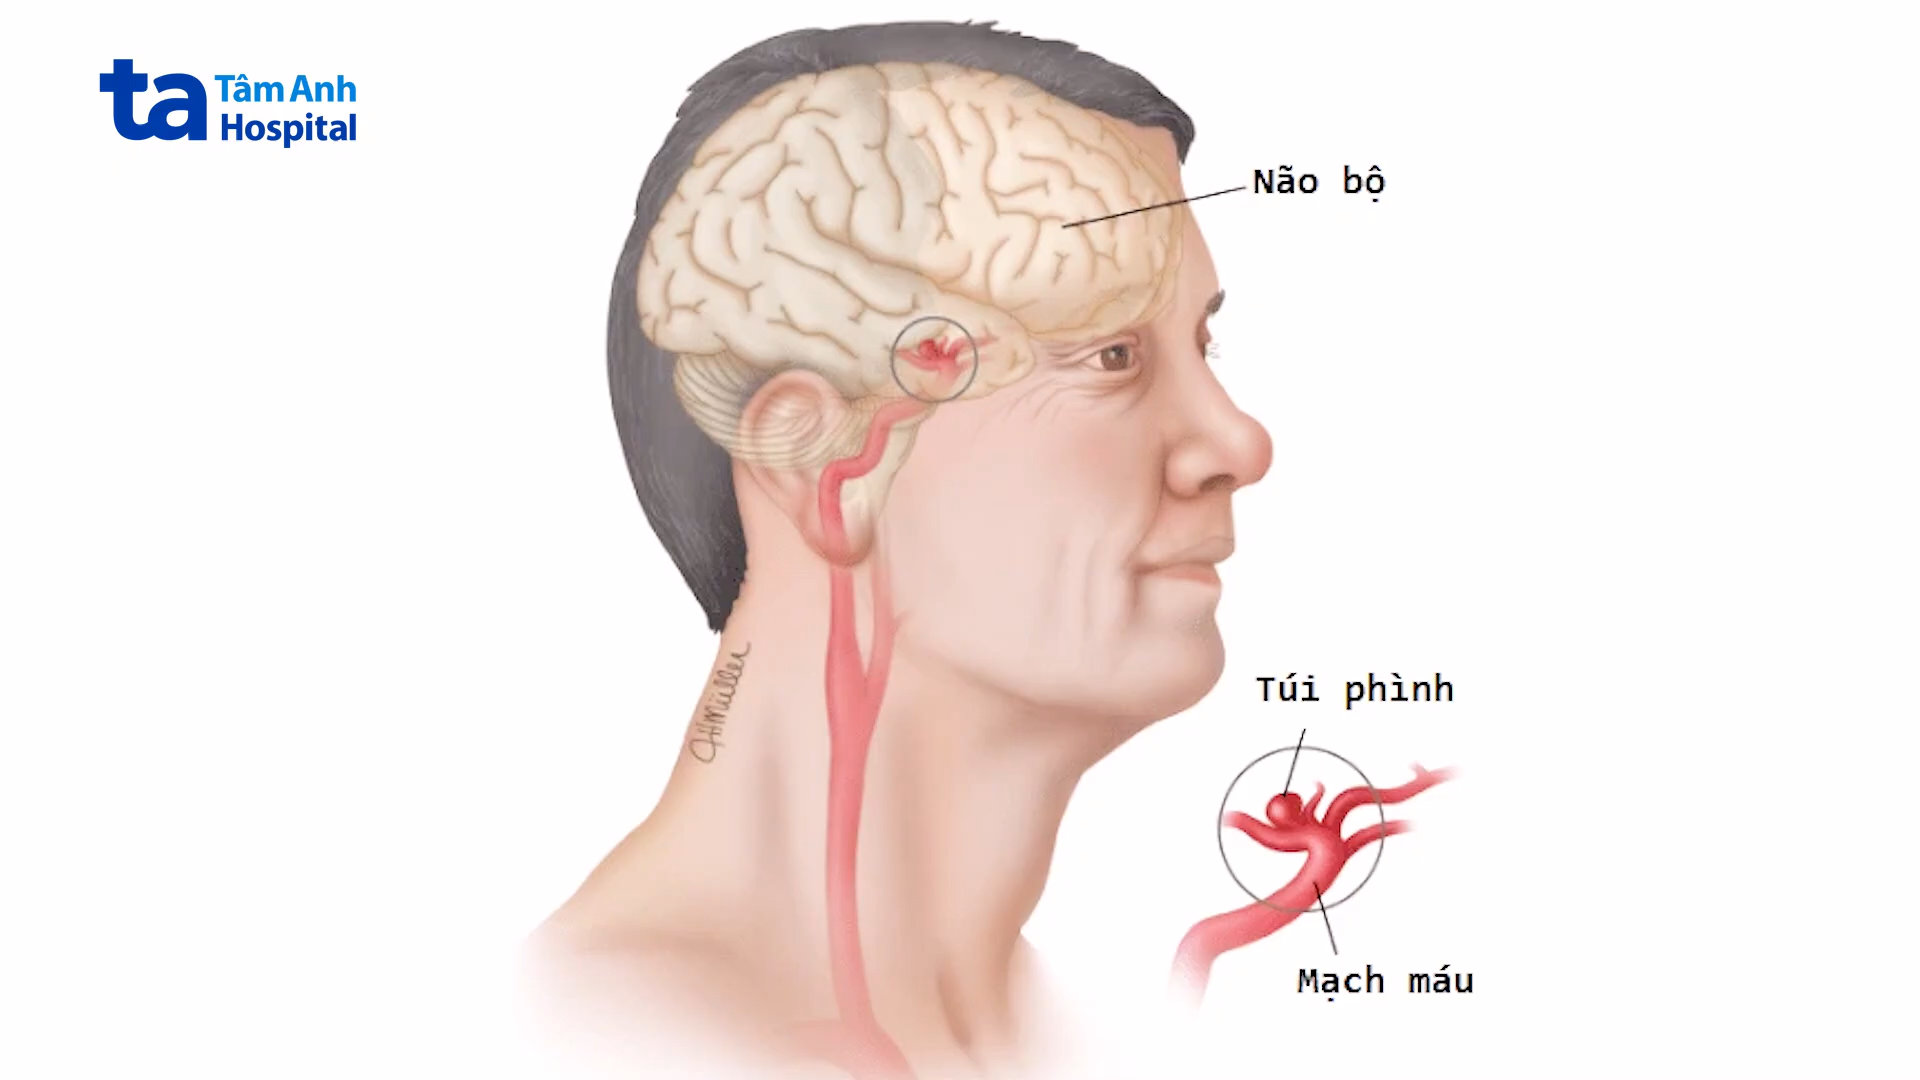 ta Tâm Anh
Hospital
Não bộ
Túi phình
Mạch máu